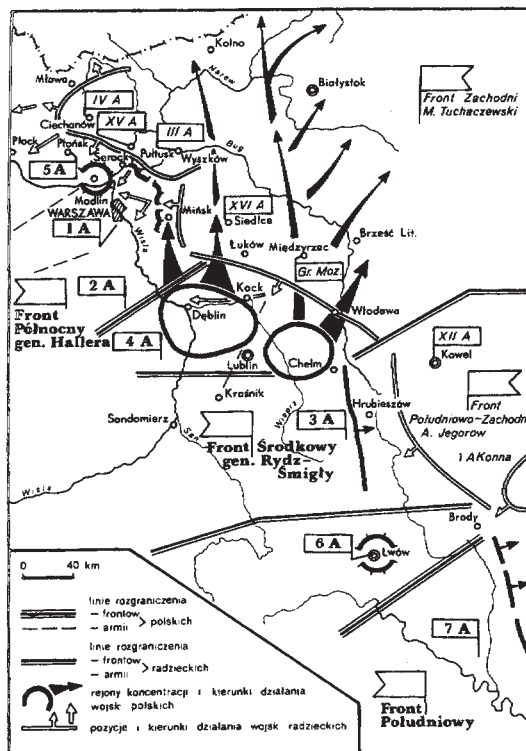 Kolno
Mława
Narew
Białystok
Front Zachodni
M. Tuchaczewski
IV A
Ciechanów
XV A
III A
Płock
Płońsk
Pułtusk
Wyszków
Bug
Serock
5 A
Modlin
WARSZAWA
Mińsk
XVI A
Siedlce
1 A
Wisła
Brześć Lit.
Łuków
Międzyrzec
Gr. Moz.
2 A
Kock
Włodawa
Front
Północny
gen. Hallera
Dęblin
4 A
XII A
Kowel
Lublin
Chełm
Kraśnik
Wieprz
3 A
Hrubieszów
Front
Południowo-Zachodn
A. Jegorow
Sandomierz
San
Front Środkowy
gen. Rydz-
Śmigły
1 A Konna
Wisła
Brody
6 A
Lwów
0 40 km
linie rozgraniczenia
- frontów
- armii
polskich
linie rozgraniczenia
- frontów
- armii
radzieckich
rejony koncentracji i kierunki działania
wojsk polskich
pozycje i kierunki działania wojsk radzieckich
7 A
Front
Południowy